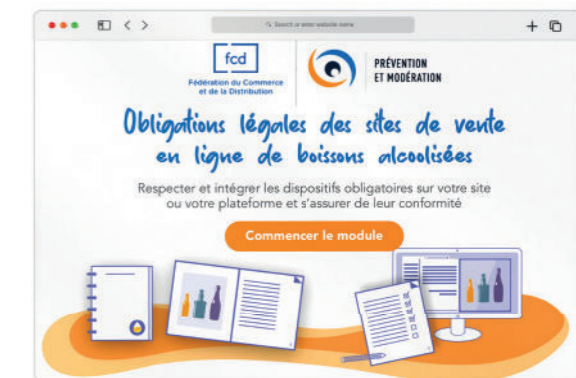 Search or enter website name
fcd
Fédération du Commerce
et de la Distribution
PRÉVENTION
ET MODÉRATION
Obligations légales des sites de vente
en ligne de boissons alcoolisées
Respecter et intégrer les dispositifs obligatoires sur votre site
ou votre plateforme et s'assurer de leur conformité
Commencer le module